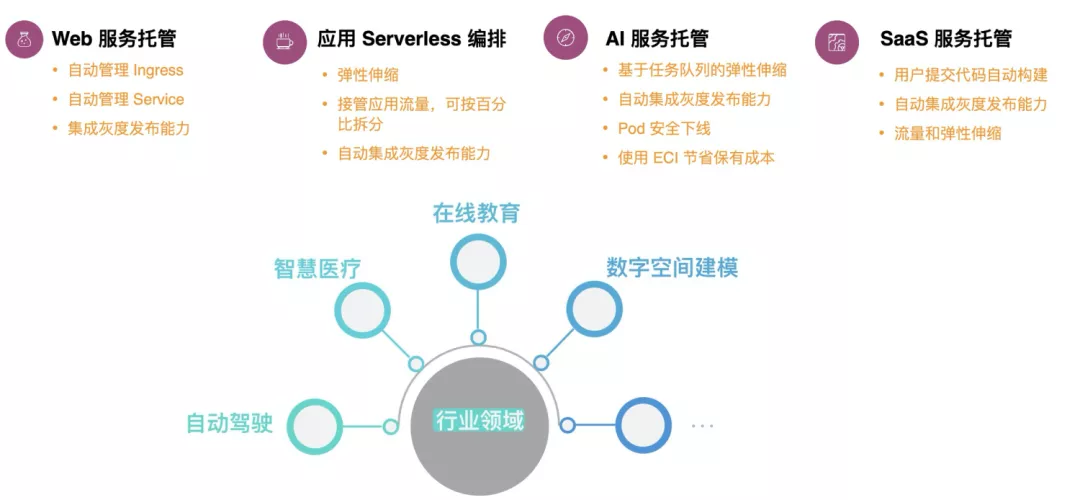 Web 服务托管
• 自动管理 Ingress
• 自动管理 Service
• 集成灰度发布能力
应用 Serverless 编排
• 弹性伸缩
• 接管应用流量，可按百分
比拆分
• 自动集成灰度发布能力
AI 服务托管
• 基于任务队列的弹性伸缩
• 自动集成灰度发布能力
• Pod 安全下线
• 使用 ECI 节省保有成本
SaaS 服务托管
• 用户提交代码自动构建
• 自动集成灰度发布能力
• 流量和弹性伸缩
在线教育
智慧医疗
数字空间建模
自动驾驶
行业领域
...